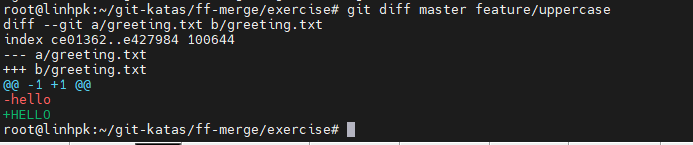 root@linhpk:~/git-katas/ff-merge/exercise# git diff master feature/uppercase
diff --git a/greeting.txt b/greeting.txt
index ce01362..e427984 100644
--- a/greeting.txt
+++ b/greeting.txt
@@ -1 +1 @@
-hello
+HELLO
root@linhpk:~/git-katas/ff-merge/exercise#